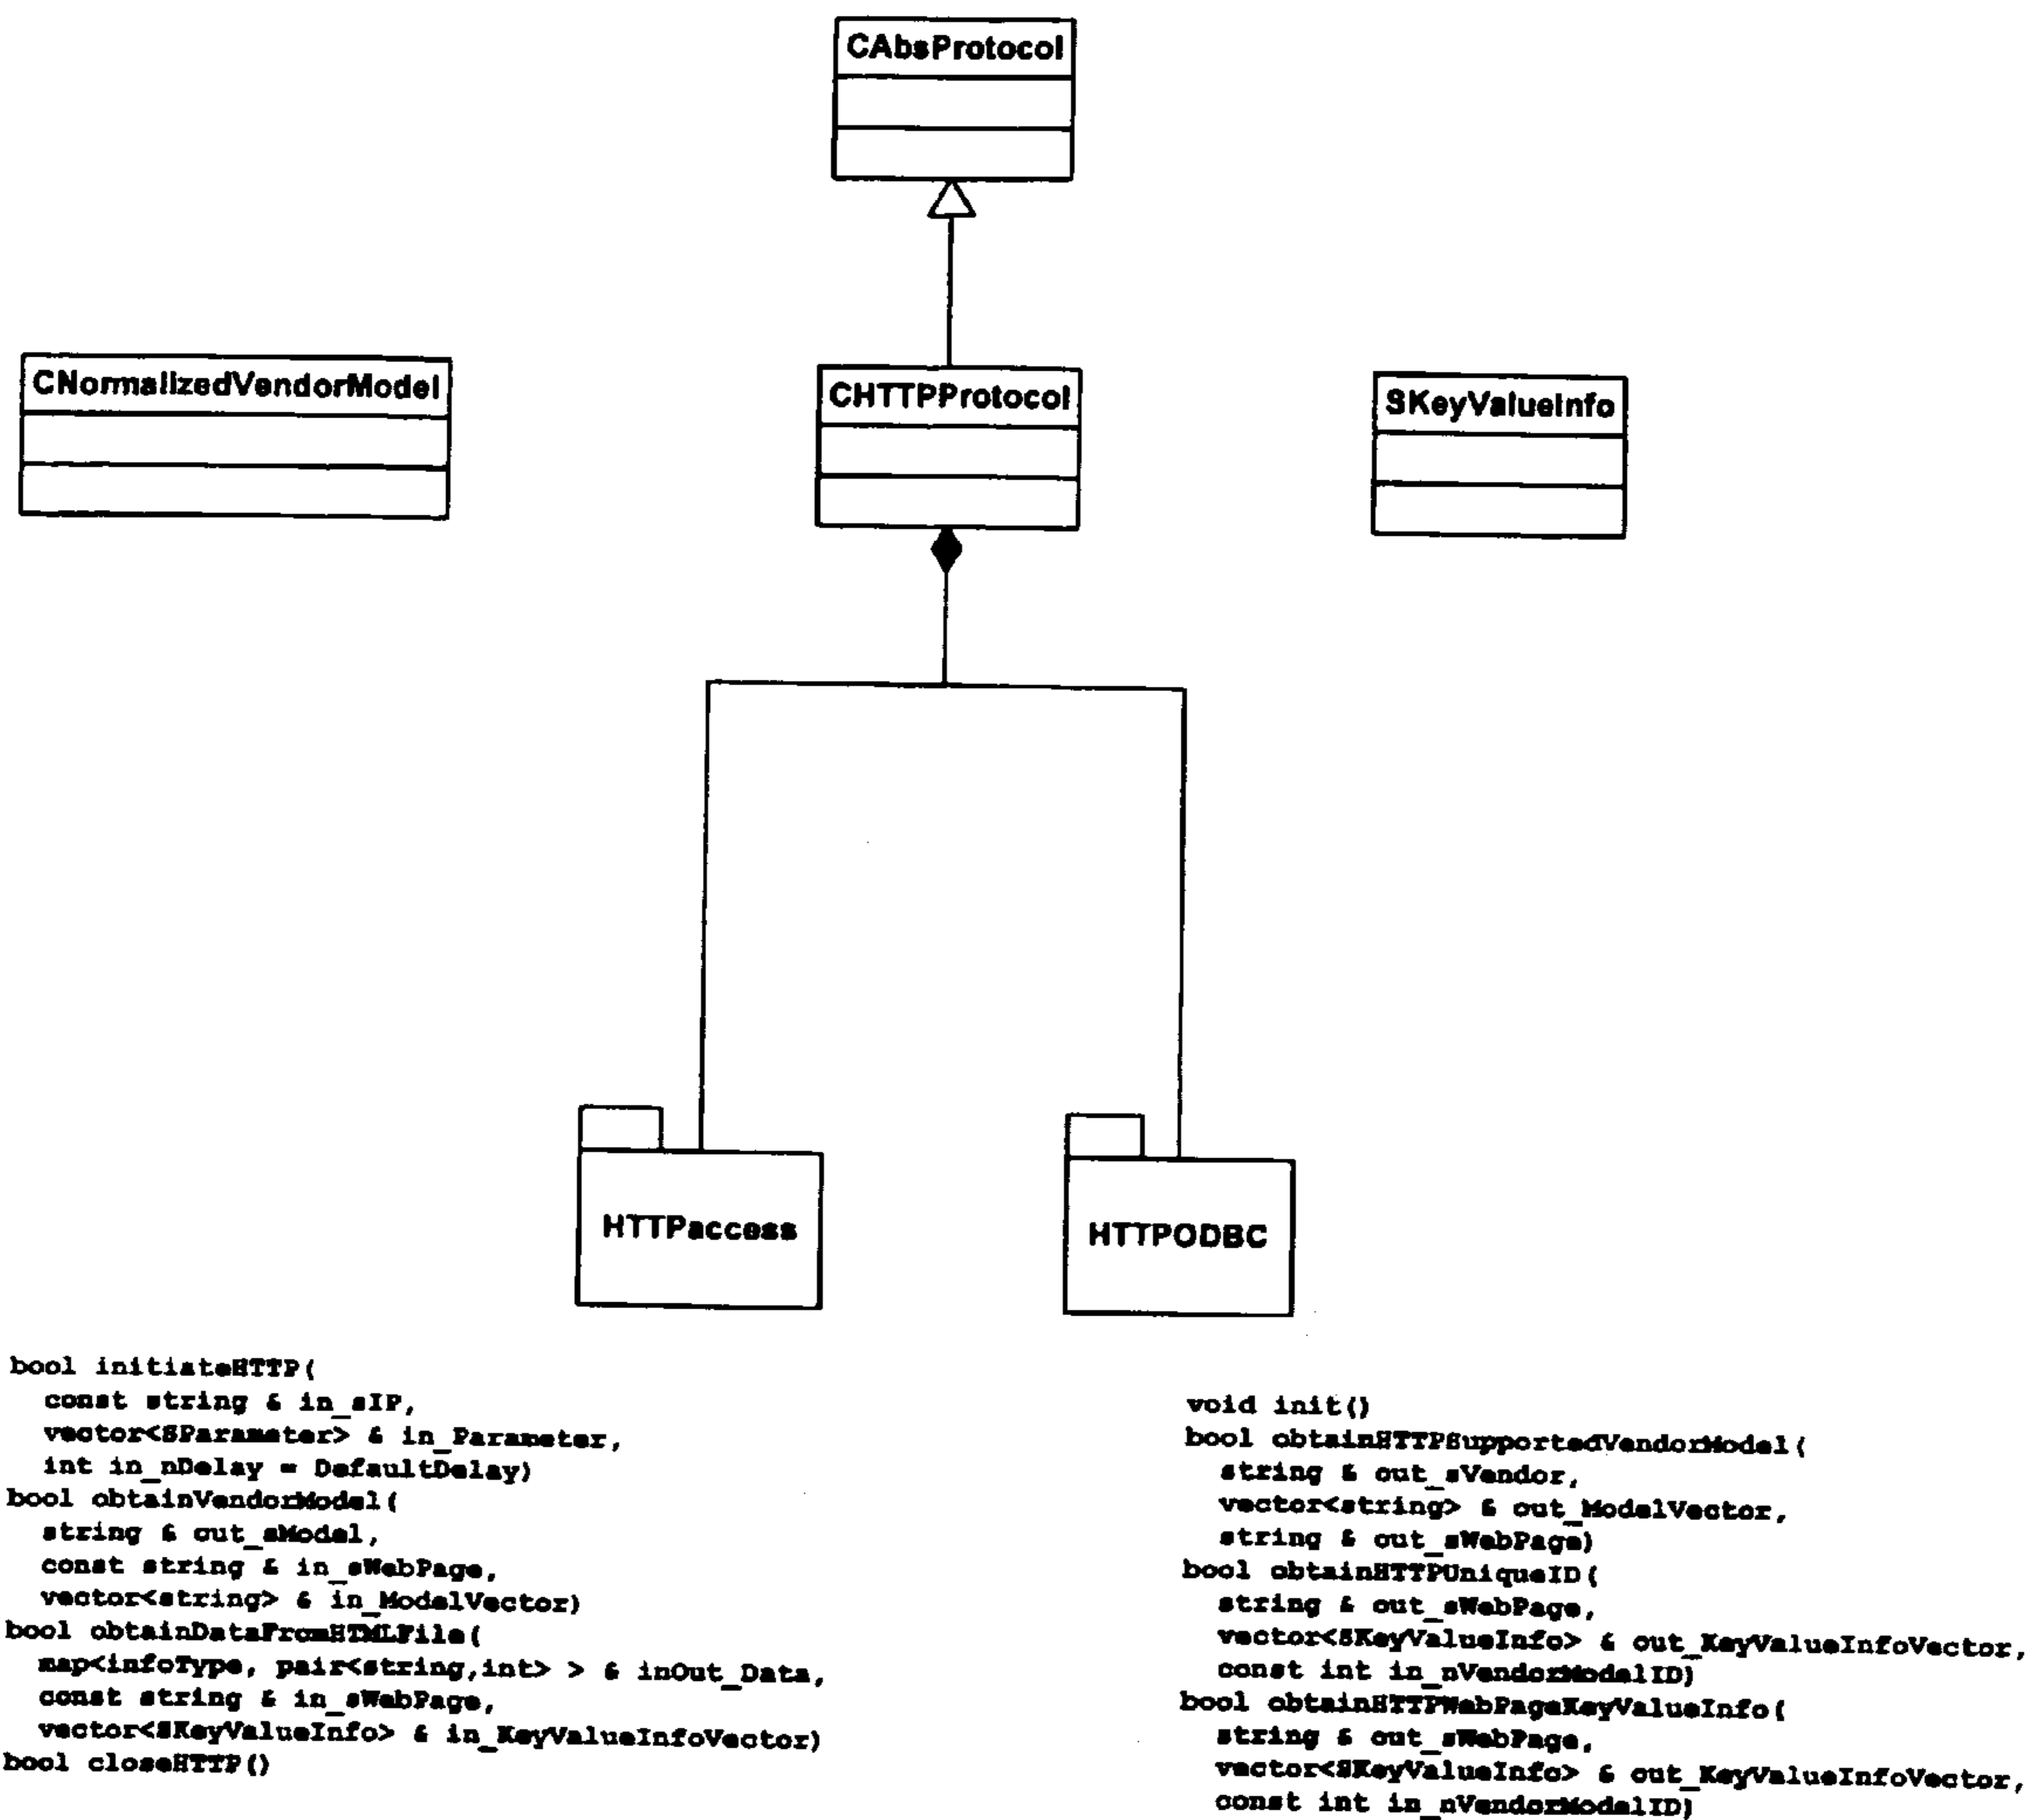 CAbsProtocol
CNormalizedVendorModel
CHTTPProtocol
SKeyValueInfo
HTTPaccess
HTTPODBC
bool initiateHTTP(
const string & in_sIP,
vector<SParameter> & in_Parameter,
int in_nDelay = DefaultDelay)
bool obtainVendorModel(
string & out_sModel,
const string & in_sWebPage,
vector<string> & in_ModelVector)
bool obtainDataFromHTMLFile(
map<infoType, pair<string,int> > & inOut_Data,
const string & in_sWebPage,
vector<SKeyValueInfo> & in_KeyValueInfoVector)
bool closeHTTP()
void init()
bool obtainHTTPSupportedVendorModel(
string & out_sVendor,
vector<string> & out_ModelVector,
string & out_sWebPage)
bool obtainHTTPUniqueID(
string & out_sWebPage,
vector<SKeyValueInfo> & out_KeyValueInfoVector,
const int in_nVendorModelID)
bool obtainHTTPWebPageKeyValueInfo(
string & out_sWebPage,
vector<SKeyValueInfo> & out_KeyValueInfoVector,
const int in_nVendorModelID)